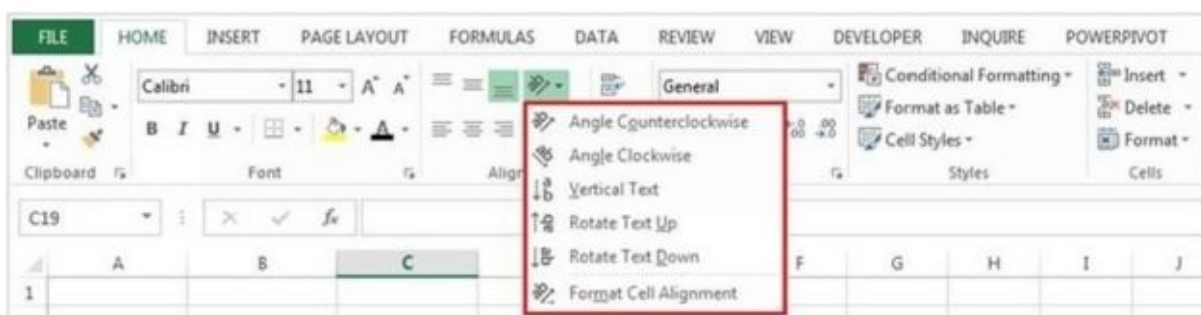 FILE HOME INSERT PAGE LAYOUT FORMULAS DATA REVIEW VIEW DEVELOPER INQUIRE POWERPIVOT
Calibri 11 A A General Conditional Formatting Insert
Paste B I U A Format as Table Delete
Cell Styles Format
Clipboard Font Align Styles Cells
Angle Counterclockwise
Angle Clockwise
Vertical Text
Rotate Text Up
Rotate Text Down
Format Cell Alignment
C19 fx
A B C F G H I J
1